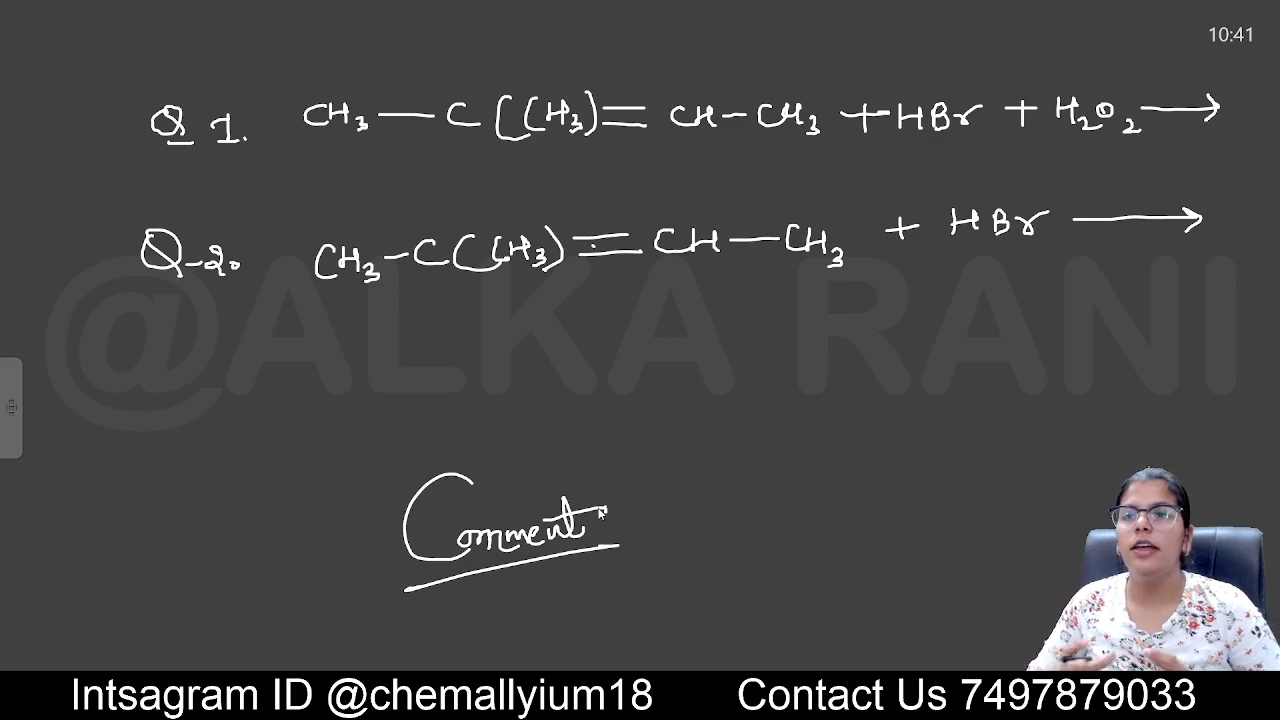 10:41
Q 1. CH3 — C(CH3) = CH - CH3 + HBr + H2O2 →
Q-2. CH3 - C(CH3) = CH — CH3 + HBr →
@ALKA RANI
Comment
Intsagram ID @chemallyium18 Contact Us 7497879033